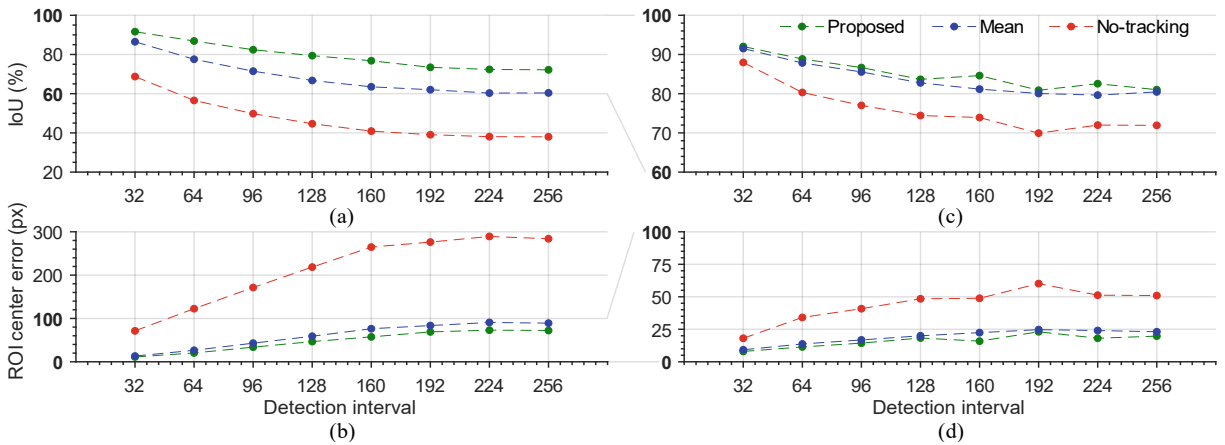 100
80
60
40
20
IoU (%)
32 64 96 128 160 192 224 256
(a)
100
90
80
70
60
Proposed Mean No-tracking
32 64 96 128 160 192 224 256
(c)
300
200
100
0
ROI center error (px)
32 64 96 128 160 192 224 256
Detection interval
(b)
100
75
50
25
0
32 64 96 128 160 192 224 256
Detection interval
(d)